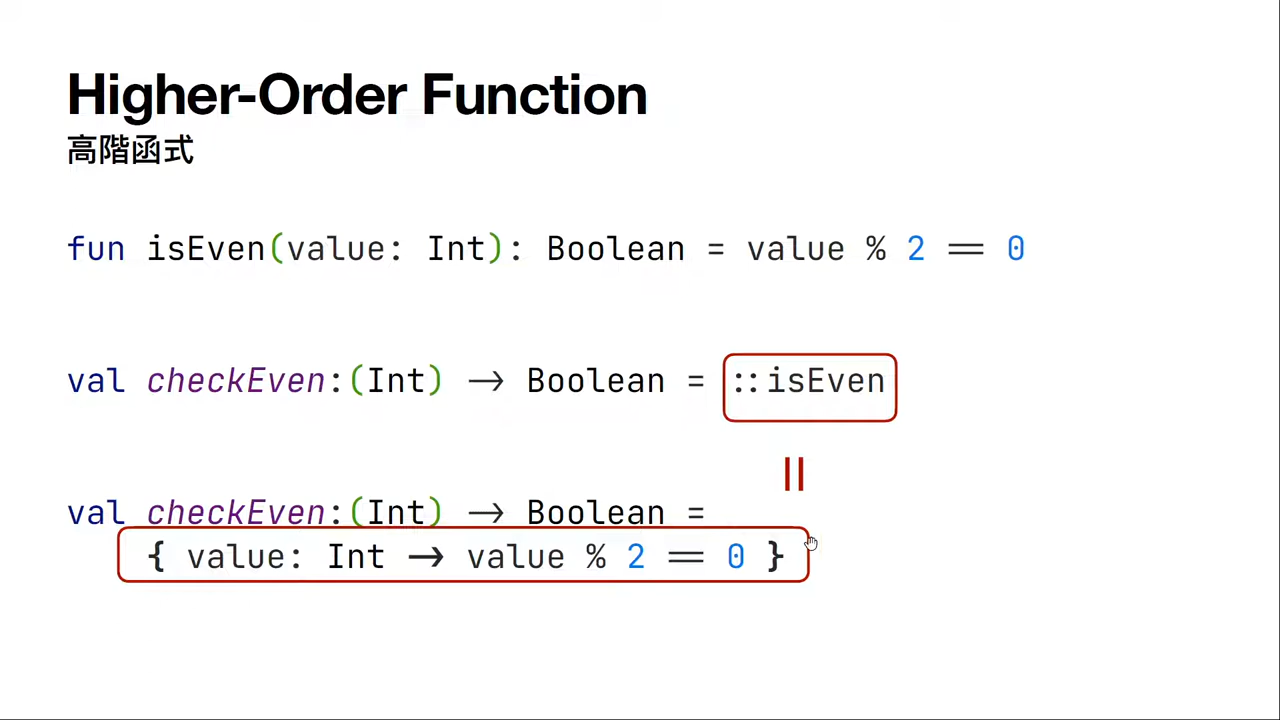 Higher-Order Function
高階函式
fun isEven(value: Int): Boolean = value % 2 == 0
val checkEven:(Int) -> Boolean = ::isEven
=
val checkEven:(Int) -> Boolean =
{ value: Int -> value % 2 == 0 }